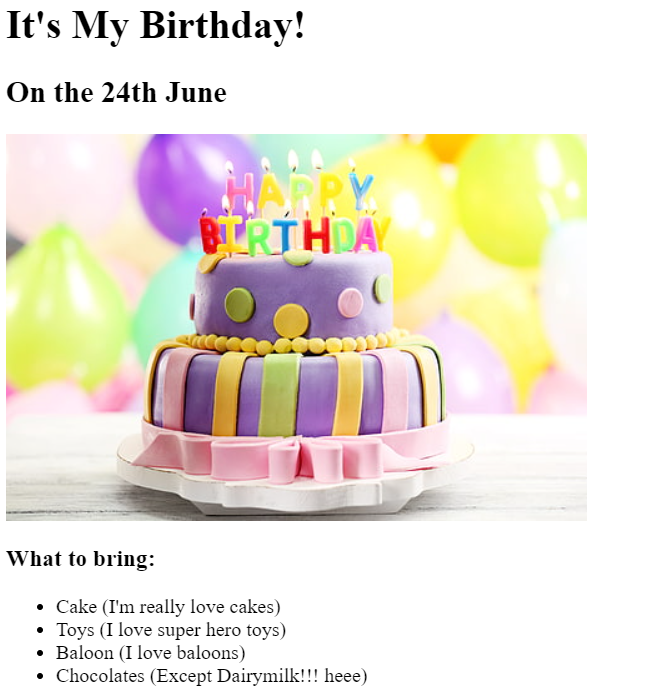 It's My Birthday!
On the 24th June
HAPPY
BIRTHDAY
What to bring:
Cake (I'm really love cakes)
Toys (I love super hero toys)
Baloon (I love baloons)
Chocolates (Except Dairymilk!!! heee)